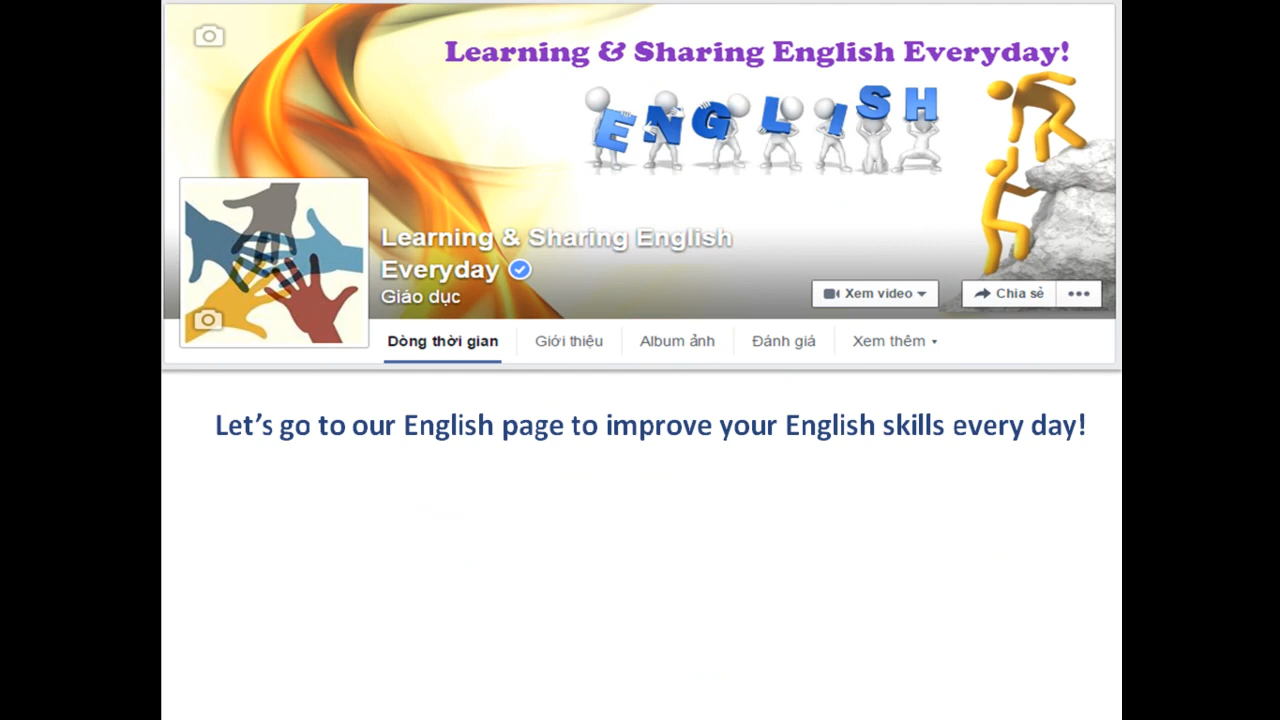 Learning & Sharing English Everyday!
ENGLISH
Learning & Sharing English
Everyday
Giáo dục
Xem video
Chia sẻ
Dòng thời gian
Giới thiệu
Album ảnh
Đánh giá
Xem thêm
Let's go to our English page to improve your English skills every day!